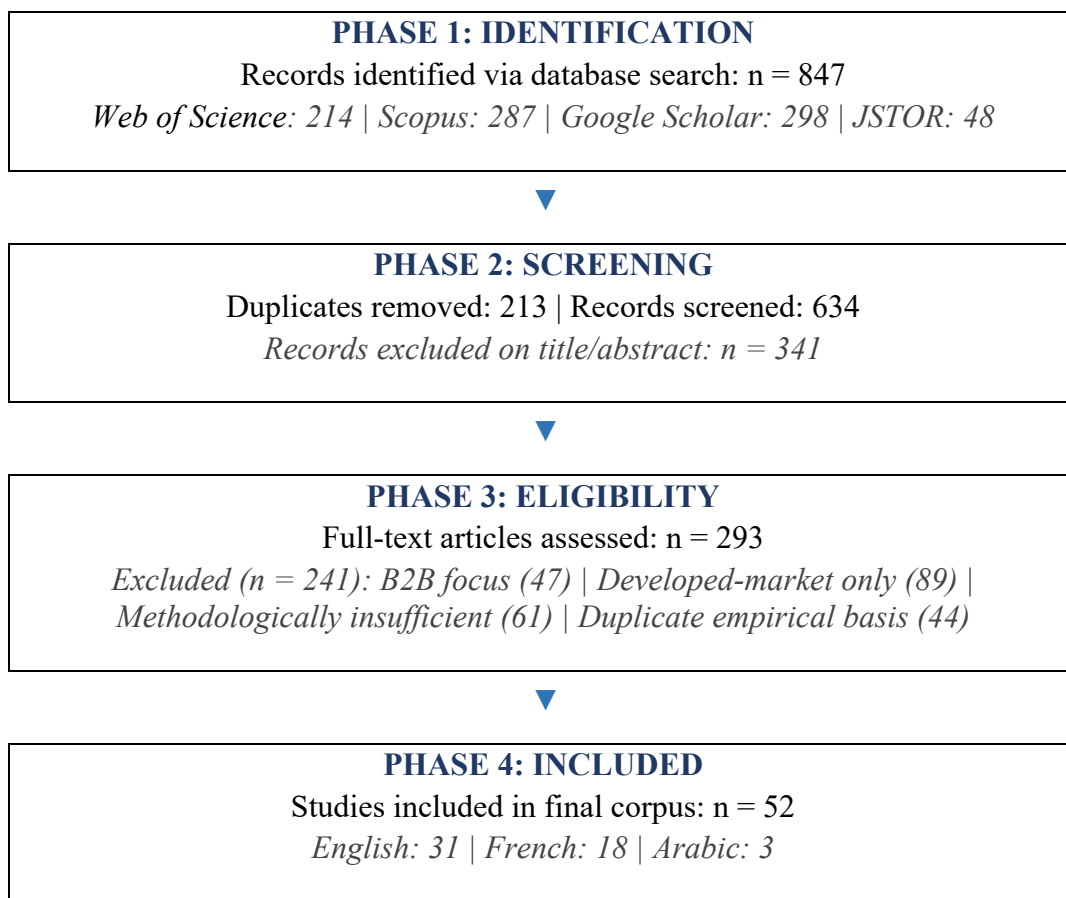 PHASE 1: IDENTIFICATION
Records identified via database search: n = 847
Web of Science: 214 | Scopus: 287 | Google Scholar: 298 | JSTOR: 48
PHASE 2: SCREENING
Duplicates removed: 213 | Records screened: 634
Records excluded on title/abstract: n = 341
PHASE 3: ELIGIBILITY
Full-text articles assessed: n = 293
Excluded (n = 241): B2B focus (47) | Developed-market only (89) |
Methodologically insufficient (61) | Duplicate empirical basis (44)
PHASE 4: INCLUDED
Studies included in final corpus: n = 52
English: 31 | French: 18 | Arabic: 3